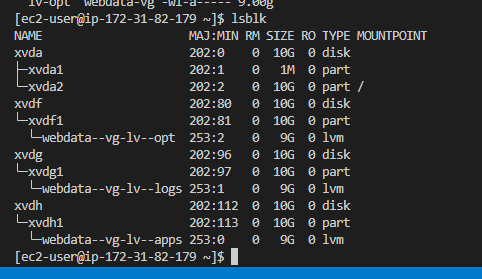 lv-opt  webdata-vg -wi-a----- 9.00g
[ec2-user@ip-172-31-82-179 ~]$ lsblk
NAME                      MAJ:MIN RM SIZE RO TYPE MOUNTPOINT
xvda                      202:0    0  10G  0 disk
├─xvda1                   202:1    0   1M  0 part
└─xvda2                   202:2    0  10G  0 part /
xvdf                      202:80   0  10G  0 disk
└─xvdf1                   202:81   0  10G  0 part
  └─webdata--vg-lv--opt   253:2    0   9G  0 lvm
xvdg                      202:96   0  10G  0 disk
└─xvdg1                   202:97   0  10G  0 part
  └─webdata--vg-lv--logs  253:1    0   9G  0 lvm
xvdh                      202:112  0  10G  0 disk
└─xvdh1                   202:113  0  10G  0 part
  └─webdata--vg-lv--apps  253:0    0   9G  0 lvm
[ec2-user@ip-172-31-82-179 ~]$